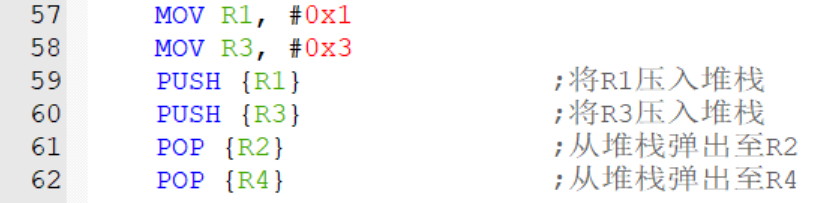 57 MOV R1, #0x1
58 MOV R3, #0x3
59 PUSH {R1} ;将R1压入堆栈
60 PUSH {R3} ;将R3压入堆栈
61 POP {R2} ;从堆栈弹出至R2
62 POP {R4} ;从堆栈弹出至R4